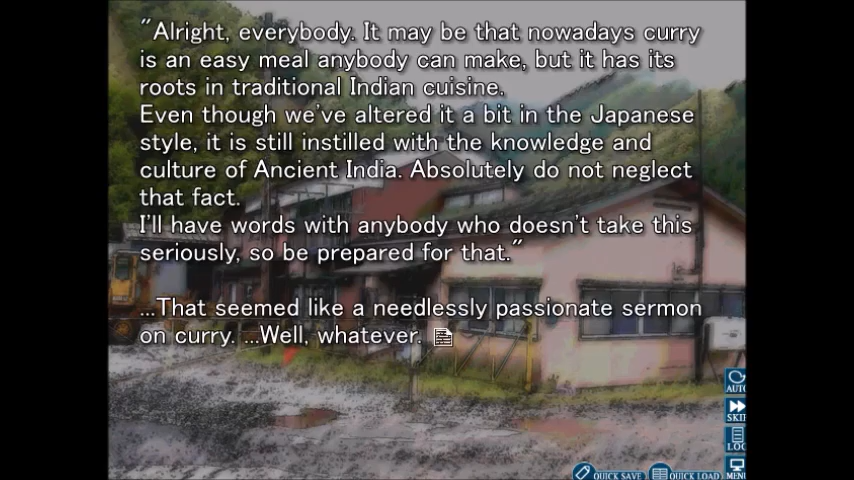 "Alright, everybody. It may be that nowadays curry
is an easy meal anybody can make, but it has its
roots in traditional Indian cuisine.
Even though we've altered it a bit in the Japanese
style, it is still instilled with the knowledge and
culture of Ancient India. Absolutely do not neglect
that fact.
I'll have words with anybody who doesn't take this
seriously, so be prepared for that."
...That seemed like a needlessly passionate sermon
on curry. ...Well, whatever.
AUTO
SKIP
LOG
MENU
QUICK SAVE
QUICK LOAD